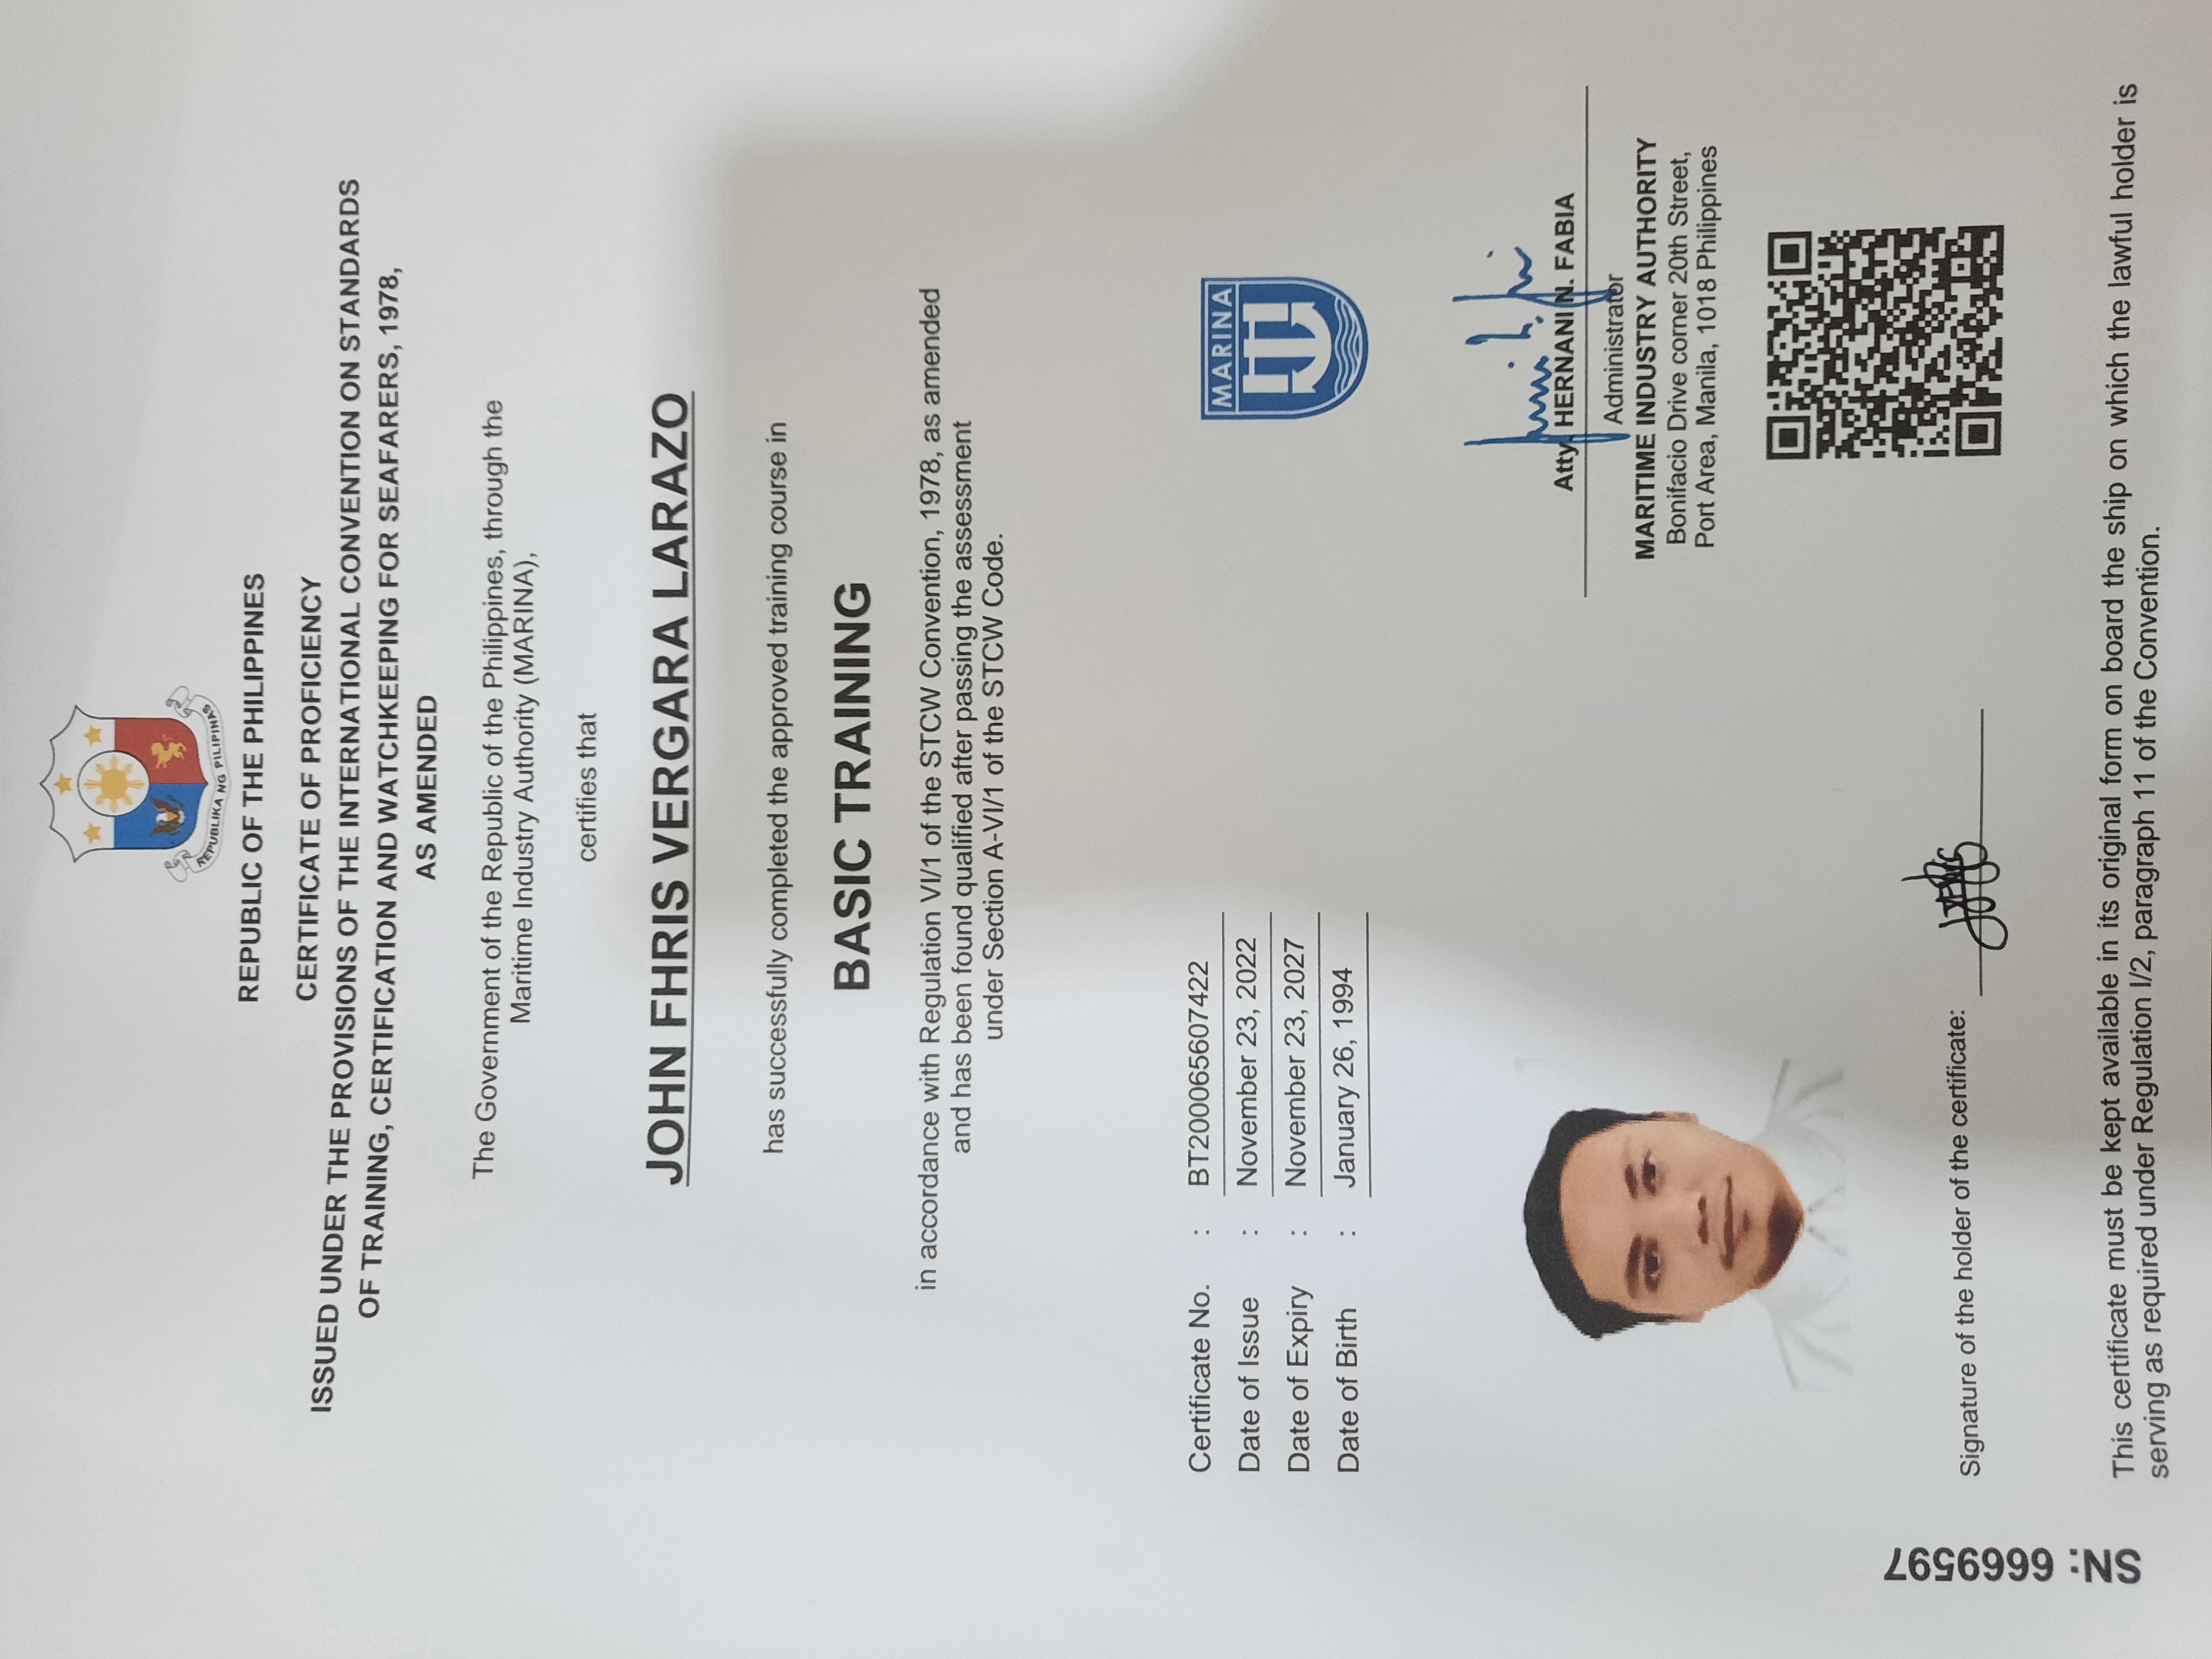 REPUBLIKA NG PILIPINAS
REPUBLIC OF THE PHILIPPINES
CERTIFICATE OF PROFICIENCY
ISSUED UNDER THE PROVISIONS OF THE INTERNATIONAL CONVENTION ON STANDARDS
OF TRAINING, CERTIFICATION AND WATCHKEEPING FOR SEAFARERS, 1978,
AS AMENDED
The Government of the Republic of the Philippines, through the
Maritime Industry Authority (MARINA),
certifies that
JOHN FHRIS VERGARA LARAZO
has successfully completed the approved training course in
BASIC TRAINING
in accordance with Regulation VI/1 of the STCW Convention, 1978, as amended
and has been found qualified after passing the assessment
under Section A-VI/1 of the STCW Code.
Certificate No. : BT200065607422
Date of Issue : November 23, 2022
Date of Expiry : November 23, 2027
Date of Birth : January 26, 1994
MARINA
Atty. HERNANI N. FABIA
Administrator
MARITIME INDUSTRY AUTHORITY
Bonifacio Drive corner 20th Street,
Port Area, Manila, 1018 Philippines
Signature of the holder of the certificate:
SN: 6669597
This certificate must be kept available in its original form on board the ship on which the lawful holder is
serving as required under Regulation I/2, paragraph 11 of the Convention.